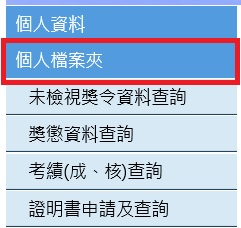 個人資料
個人檔案夾
未檢視獎令資料查詢
獎懲資料查詢
考績(成、核)查詢
證明書申請及查詢